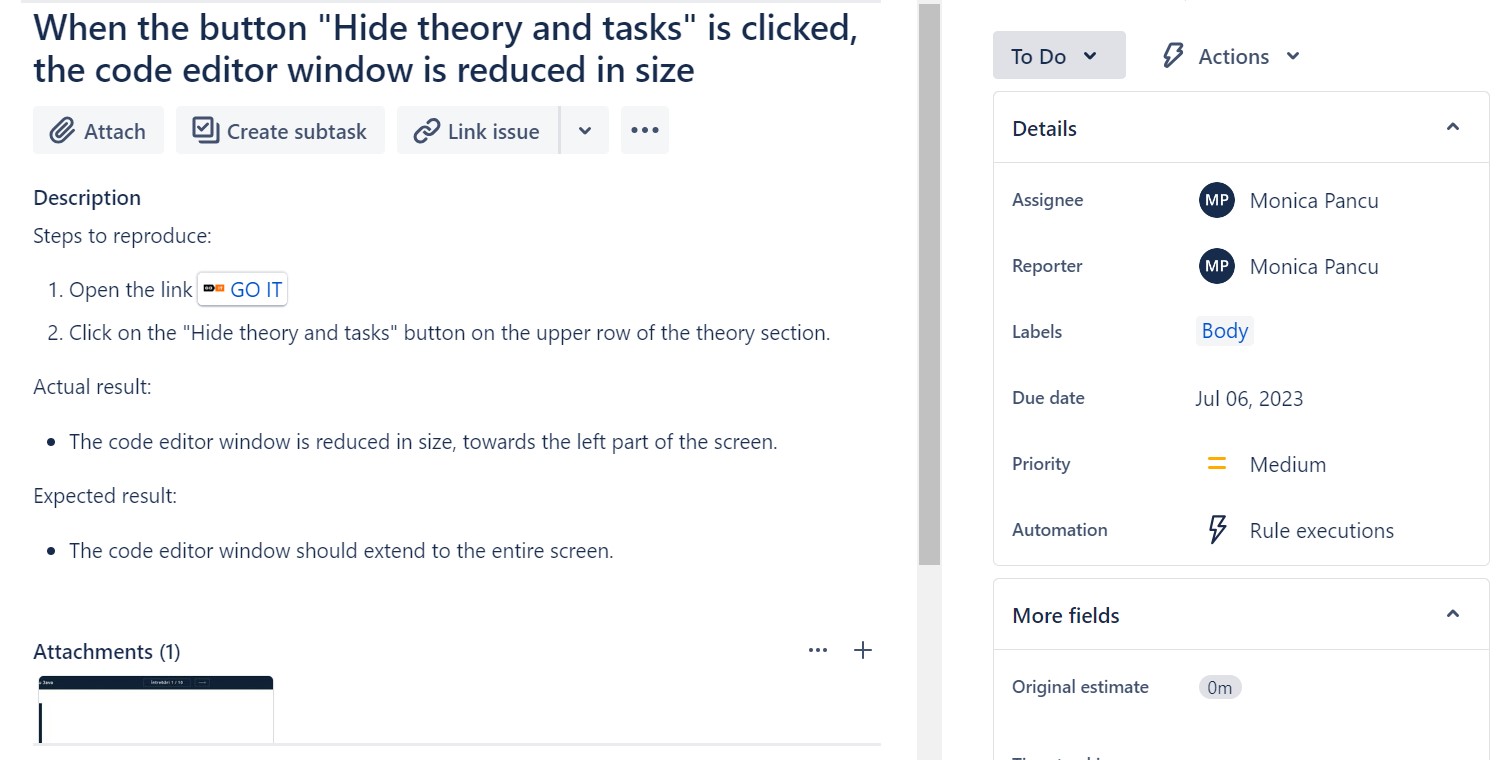 When the button "Hide theory and tasks" is clicked,
the code editor window is reduced in size
Attach
Create subtask
Link issue
Description
Steps to reproduce:
1. Open the link GO IT
2. Click on the "Hide theory and tasks" button on the upper row of the theory section.
Actual result:
The code editor window is reduced in size, towards the left part of the screen.
Expected result:
The code editor window should extend to the entire screen.
Attachments (1)
To Do
Actions
Details
Assignee MP Monica Pancu
Reporter MP Monica Pancu
Labels Body
Due date Jul 06, 2023
Priority Medium
Automation Rule executions
More fields
Original estimate 0m